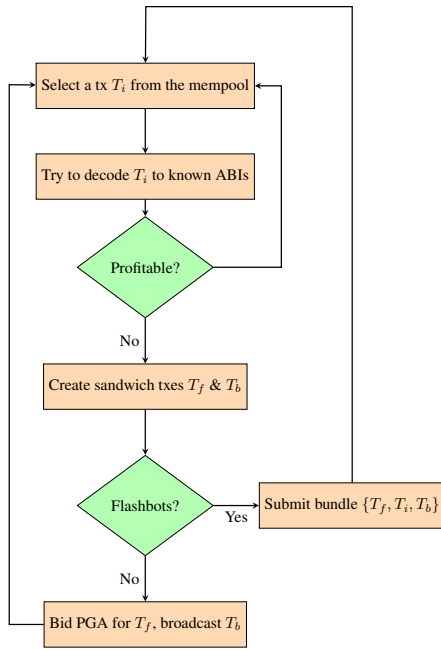 Select a tx T_i from the mempool
Try to decode T_i to known ABIs
Profitable?
No
Create sandwich txes T_f & T_b
Flashbots?
Yes
Submit bundle {T_f, T_i, T_b}
No
Bid PGA for T_f, broadcast T_b